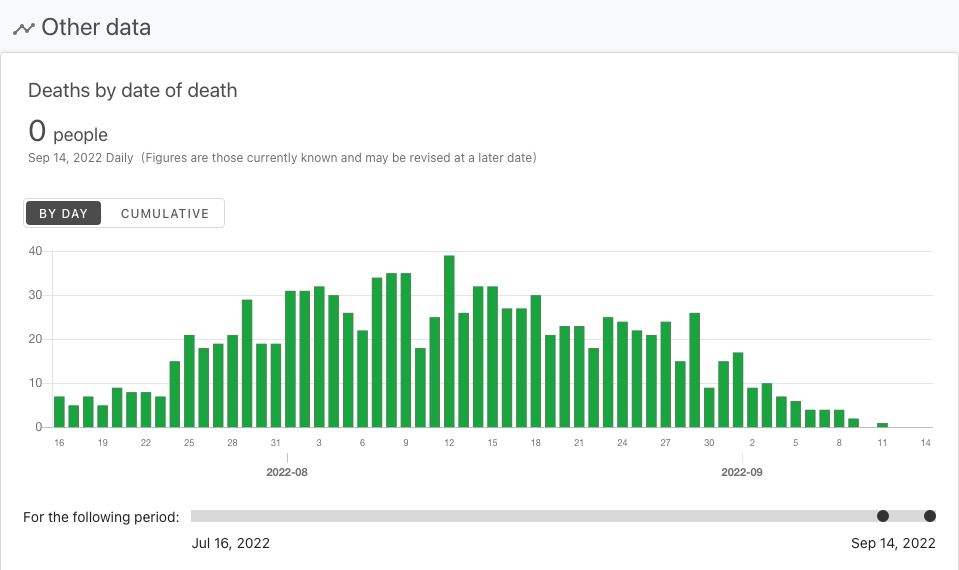 Other data
Deaths by date of death
0 people
Sep 14, 2022 Daily (Figures are those currently known and may be revised at a later date)
BY DAY CUMULATIVE
40
30
20
10
0
16 19 22 25 28 31 3 6 9 12 15 18 21 24 27 30 2 5 8 11 14
2022-08 2022-09
For the following period:
Jul 16, 2022 Sep 14, 2022